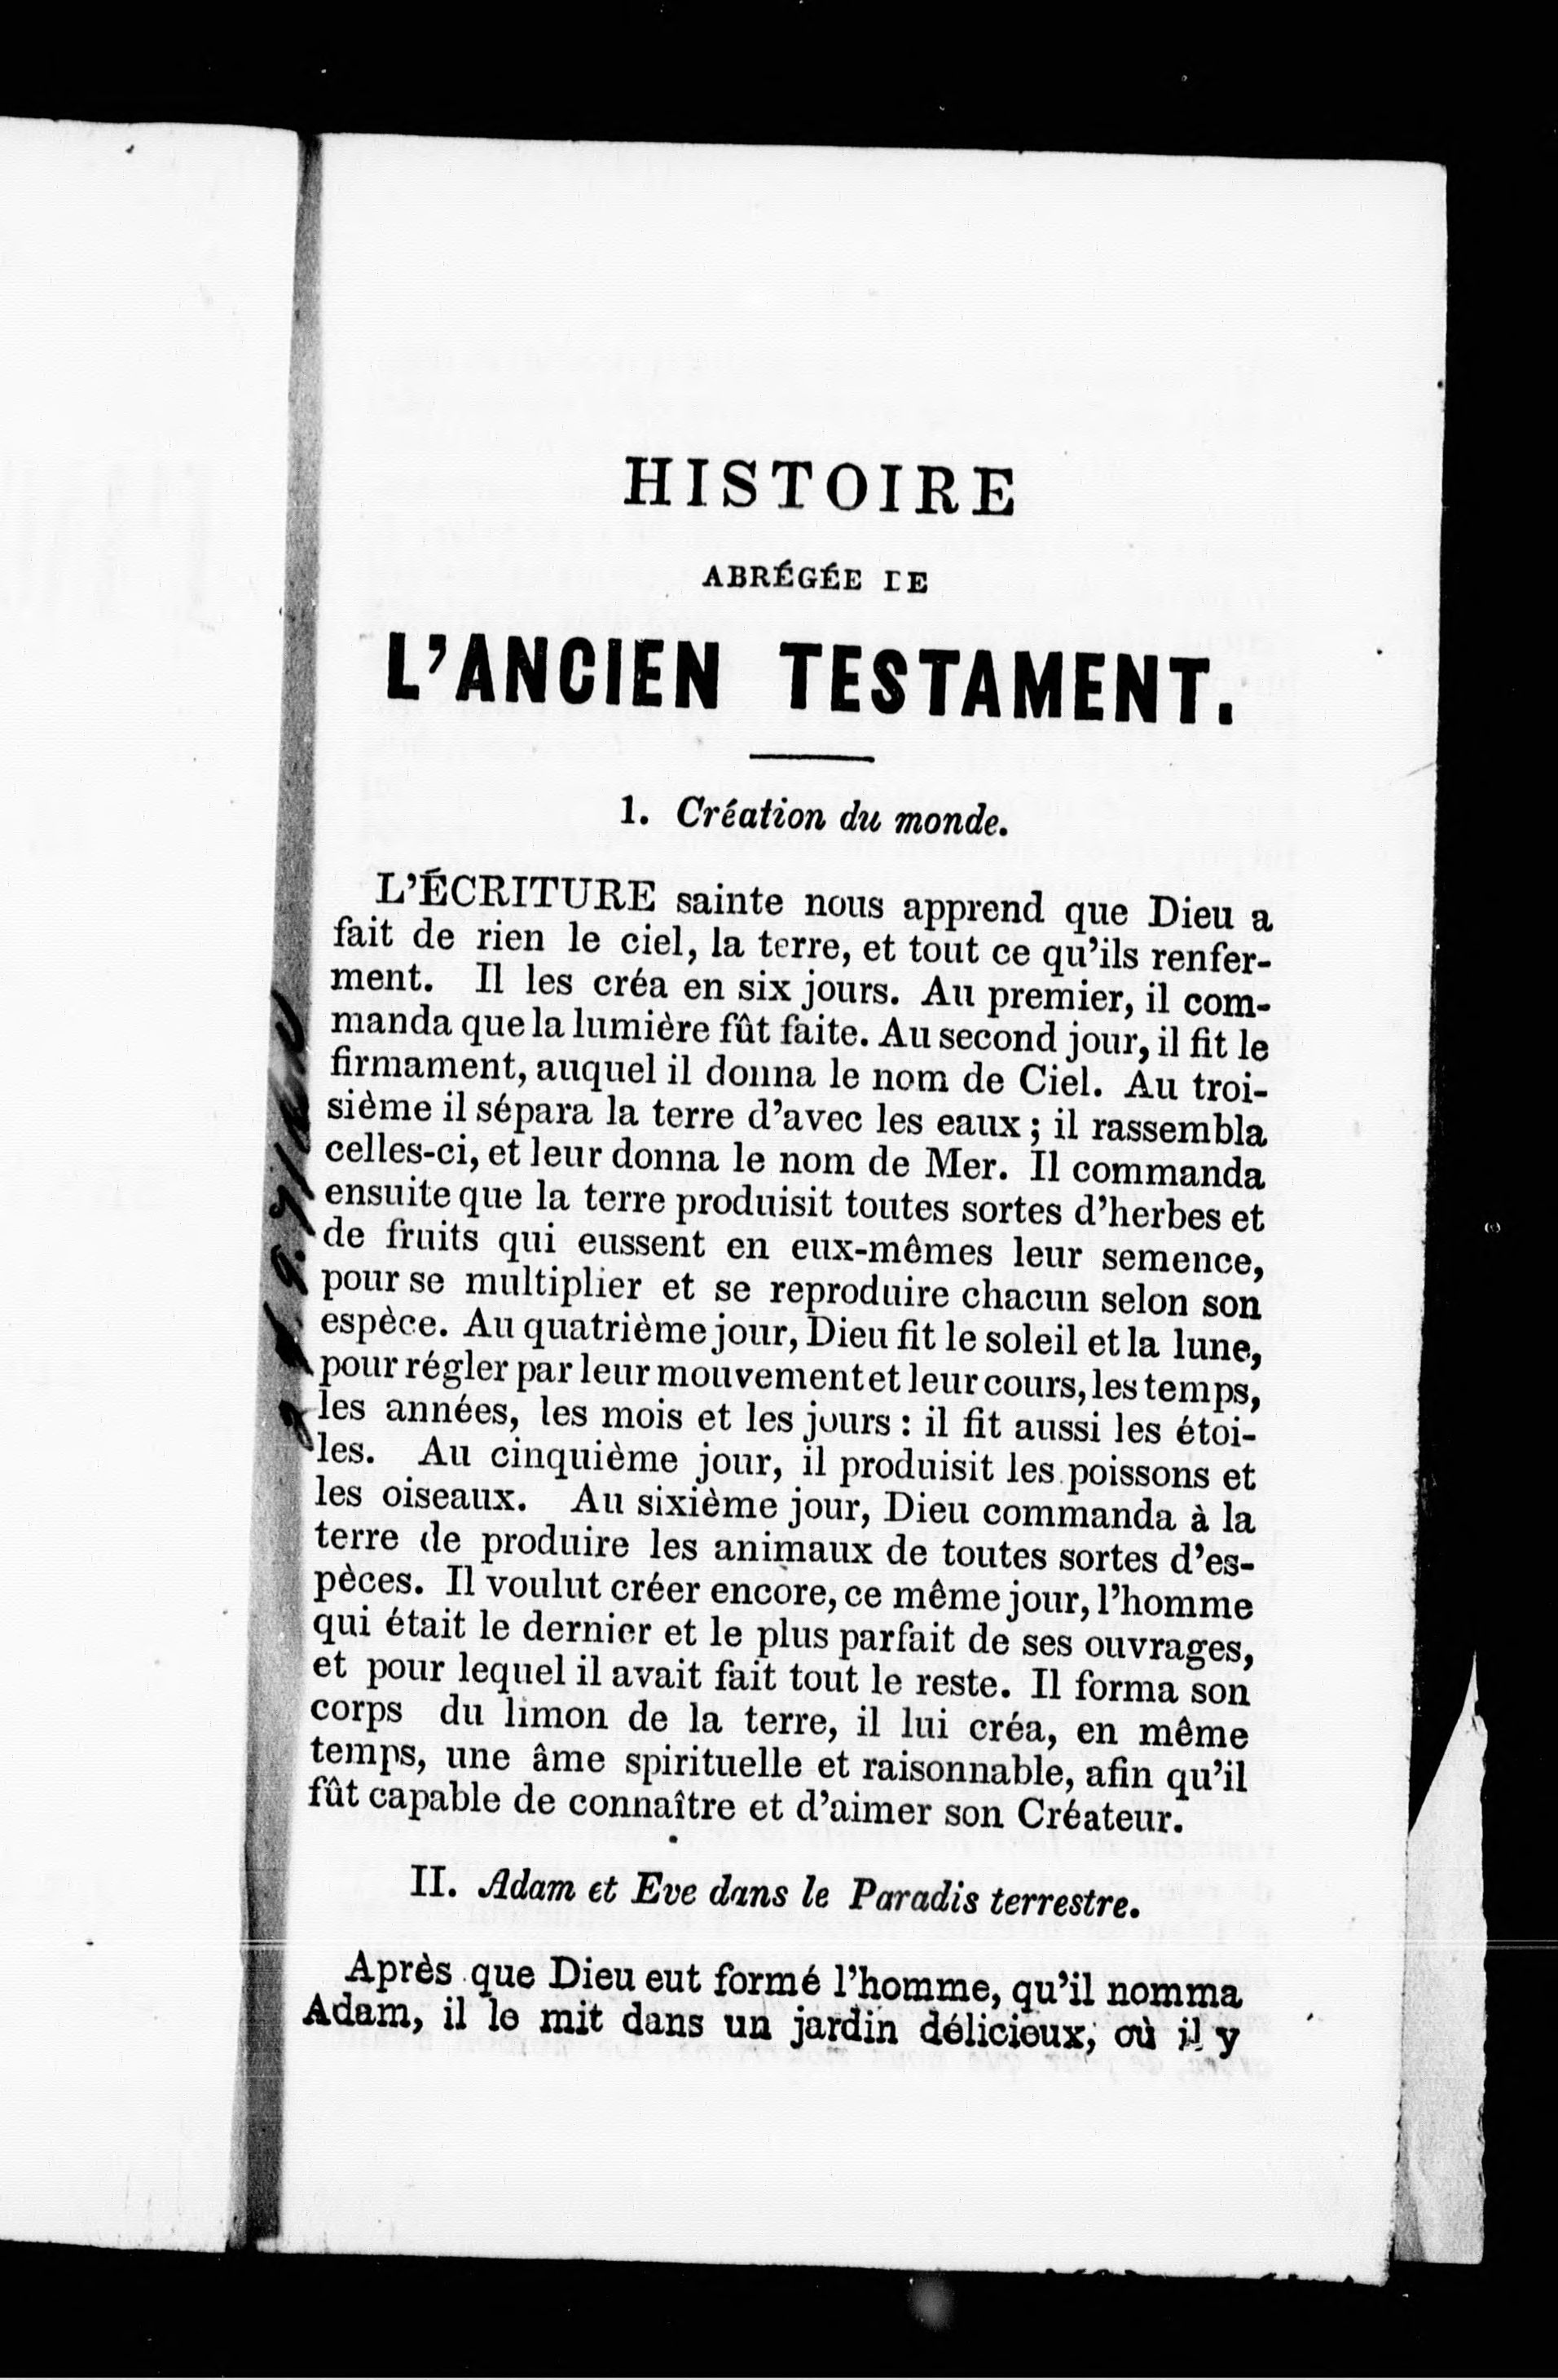 HISTOIRE
ABRÉGÉE DE
L'ANCIEN TESTAMENT.
1. Création du monde.
L'ÉCRITURE sainte nous apprend que Dieu a
fait de rien le ciel, la terre, et tout ce qu'ils renfer-
ment. Il les créa en six jours. Au premier, il com-
manda que la lumière fût faite. Au second jour, il fit le
firmament, auquel il donna le nom de Ciel. Au troi-
sième il sépara la terre d'avec les eaux ; il rassembla
celles-ci, et leur donna le nom de Mer. Il commanda
ensuite que la terre produisit toutes sortes d'herbes et
de fruits qui eussent en eux-mêmes leur semence,
pour se multiplier et se reproduire chacun selon son
espèce. Au quatrième jour, Dieu fit le soleil et la lune,
pour régler par leur mouvement et leur cours, les temps,
les années, les mois et les jours : il fit aussi les étoi-
les. Au cinquième jour, il produisit les poissons et
les oiseaux. Au sixième jour, Dieu commanda à la
terre de produire les animaux de toutes sortes d'es-
pèces. Il voulut créer encore, ce même jour, l'homme
qui était le dernier et le plus parfait de ses ouvrages,
et pour lequel il avait fait tout le reste. Il forma son
corps du limon de la terre, il lui créa, en même
temps, une âme spirituelle et raisonnable, afin qu'il
fût capable de connaître et d'aimer son Créateur.
II. Adam et Eve dans le Paradis terrestre.
Après que Dieu eut formé l'homme, qu'il nomma
Adam, il le mit dans un jardin délicieux, où il y